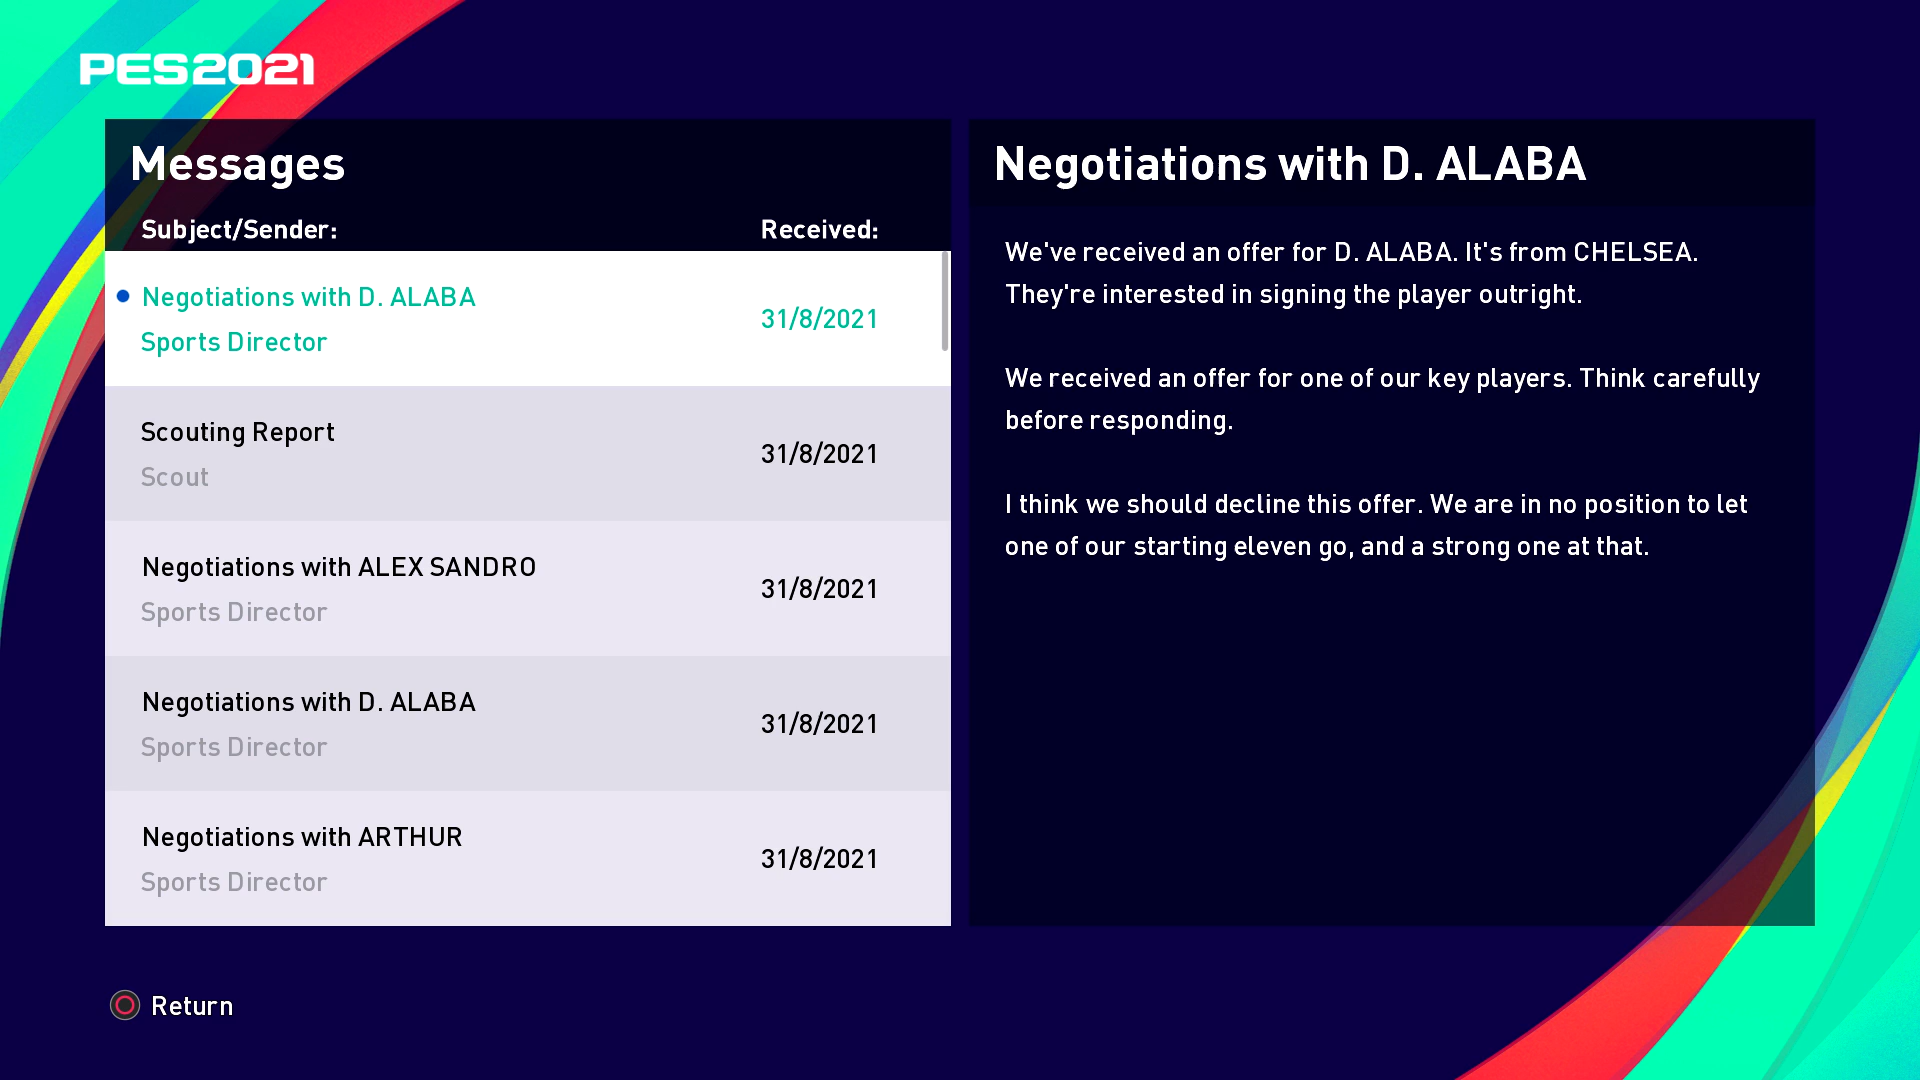 PES2021
Messages
Subject/Sender:
Received:
Negotiations with D. ALABA
Sports Director
31/8/2021
Scouting Report
Scout
31/8/2021
Negotiations with ALEX SANDRO
Sports Director
31/8/2021
Negotiations with D. ALABA
Sports Director
31/8/2021
Negotiations with ARTHUR
Sports Director
31/8/2021
Negotiations with D. ALABA
We've received an offer for D. ALABA. It's from CHELSEA.
They're interested in signing the player outright.
We received an offer for one of our key players. Think carefully
before responding.
I think we should decline this offer. We are in no position to let
one of our starting eleven go, and a strong one at that.
Return